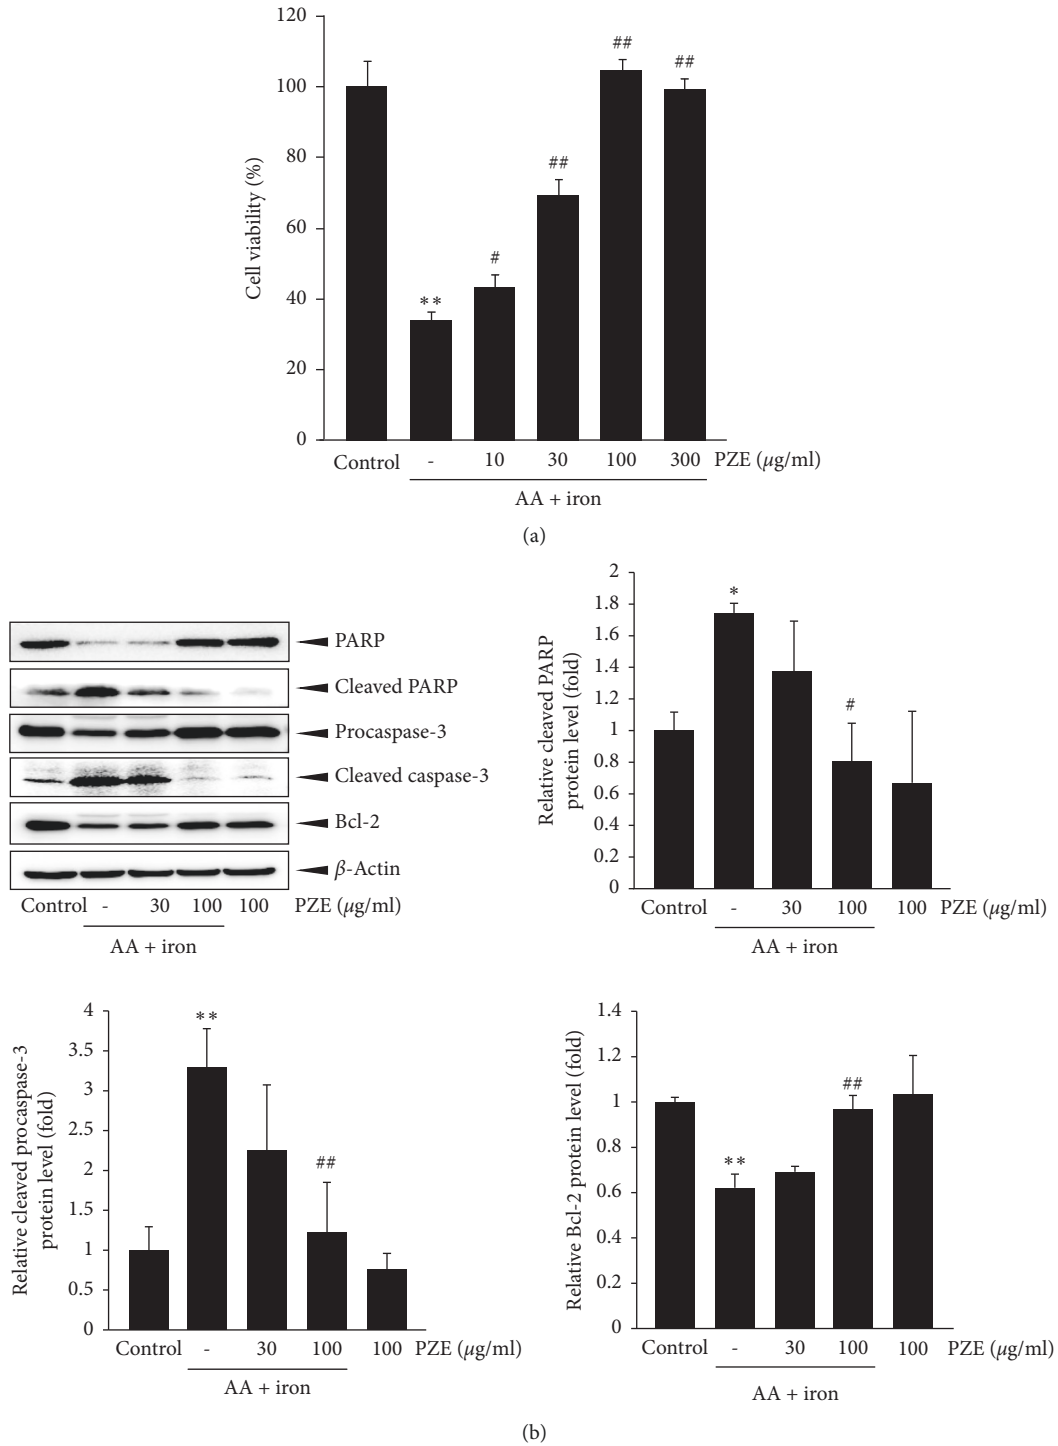 120
100
80
60
40
20
0
Cell viability (%)
**
#
##
##
##
Control - 10 30 100 300 PZE (μg/ml)
AA + iron
(a)
PARP
Cleaved PARP
Procaspase-3
Cleaved caspase-3
Bcl-2
β-Actin
Control - 30 100 100 PZE (μg/ml)
AA + iron
2
1.8
1.6
1.4
1.2
1
0.8
0.6
0.4
0.2
0
Relative cleaved PARP
protein level (fold)
*
#
Control - 30 100 100 PZE (μg/ml)
AA + iron
4
3.5
3
2.5
2
1.5
1
0.5
0
Relative cleaved procaspase-3
protein level (fold)
**
##
Control - 30 100 100 PZE (μg/ml)
AA + iron
1.4
1.2
1
0.8
0.6
0.4
0.2
0
Relative Bcl-2 protein level (fold)
**
##
Control - 30 100 100 PZE (μg/ml)
AA + iron
(b)